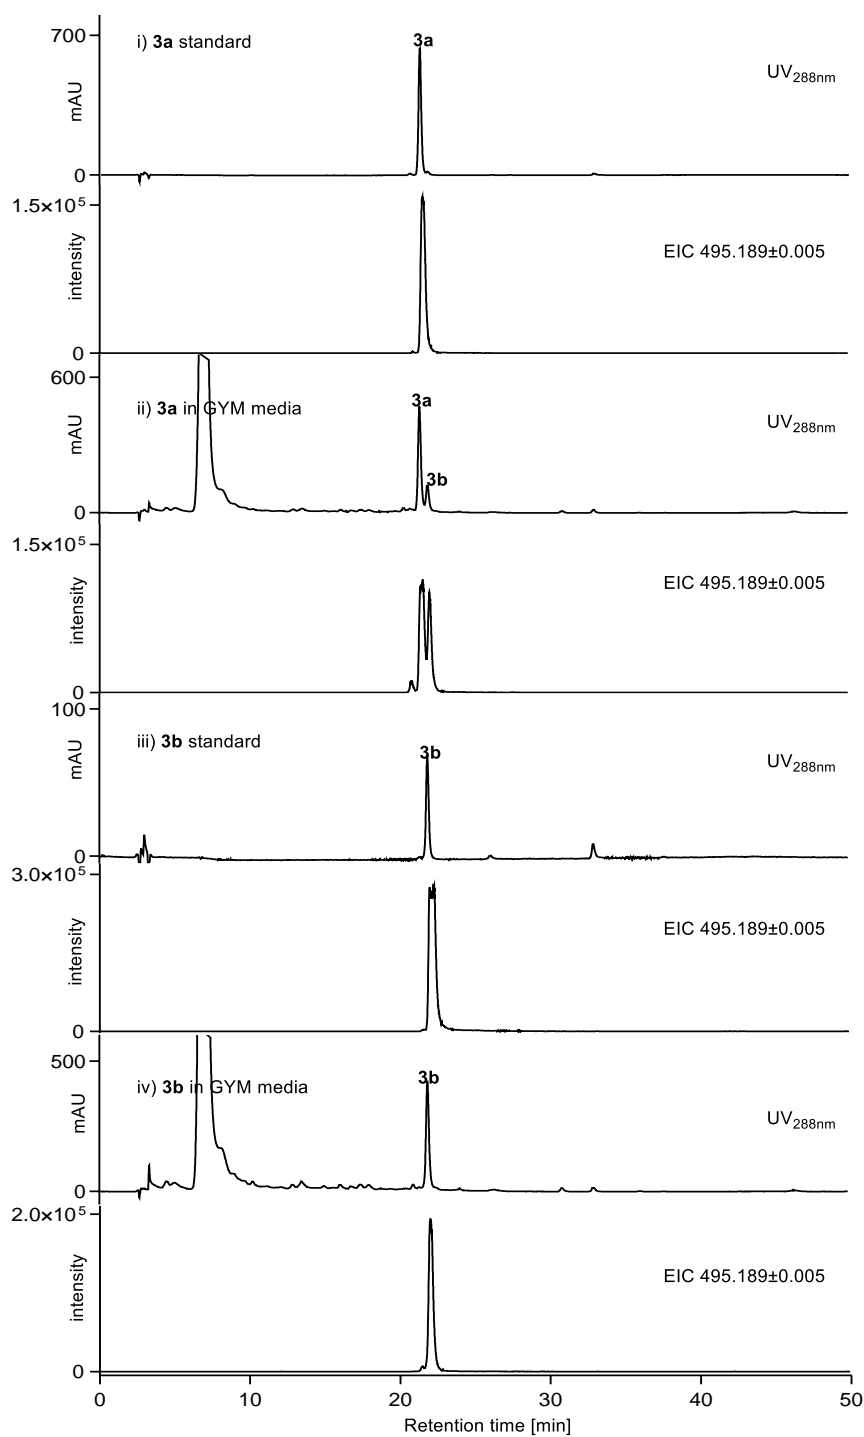 700
i) 3a standard
3a
UV288nm
mAU
0
1.5×10⁵
EIC 495.189±0.005
intensity
0
600
ii) 3a in GYM media
3a
UV288nm
mAU
3b
0
1.5×10⁵
EIC 495.189±0.005
intensity
0
100
iii) 3b standard
3b
UV288nm
mAU
0
3.0×10⁵
EIC 495.189±0.005
intensity
0
500
iv) 3b in GYM media
3b
UV288nm
mAU
0
2.0×10⁵
EIC 495.189±0.005
intensity
0
0 10 20 30 40 50
Retention time [min]